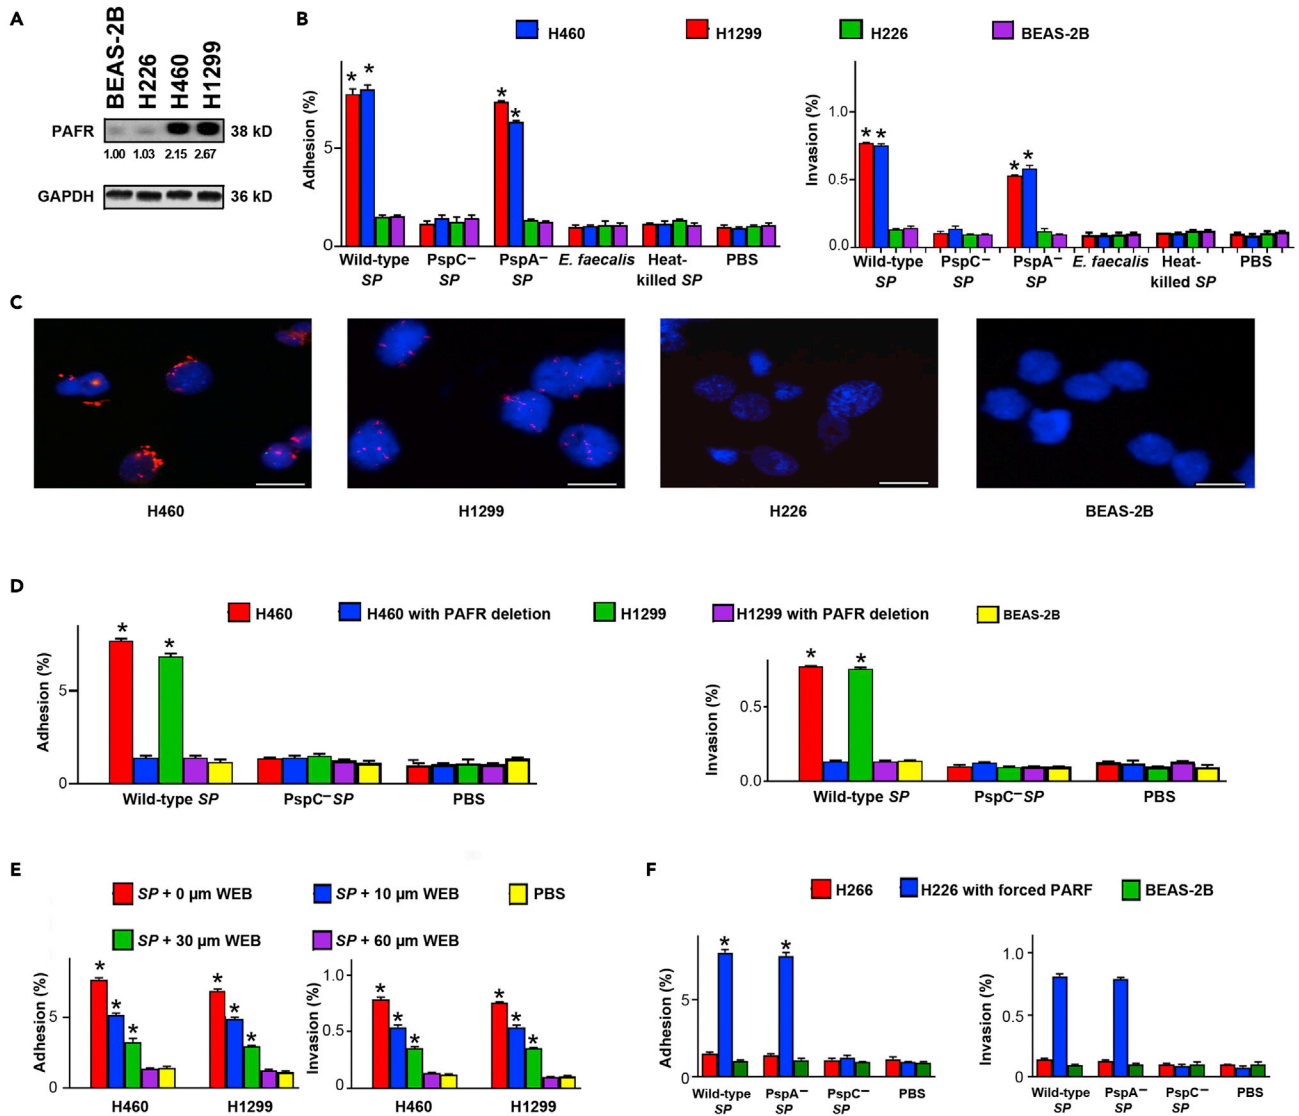 A
BEAS-2B
H226
H460
H1299
PAFR
38 kD
1.00 1.03 2.15 2.67
GAPDH
36 kD
B
H460 H1299 H226 BEAS-2B
Adhesion (%)
5
0
* * * *
Wild-type SP
PspC– SP
PspA– SP
E. faecalis
Heat-killed SP
PBS
Invasion (%)
1.0
0.5
0.0
* * * *
Wild-type SP
PspC– SP
PspA– SP
E. faecalis
Heat-killed SP
PBS
C
H460
H1299
H226
BEAS-2B
D
H460 H460 with PAFR deletion H1299 H1299 with PAFR deletion BEAS-2B
Adhesion (%)
5
0
* *
Wild-type SP PspC–SP PBS
Invasion (%)
0.5
0.0
* *
Wild-type SP PspC–SP PBS
E
SP + 0 µm WEB SP + 10 µm WEB PBS
SP + 30 µm WEB SP + 60 µm WEB
Adhesion (%)
5
0
* * * * * *
H460 H1299
Invasion (%)
1.0
0.5
0
* * * * * *
H460 H1299
F
H266 H226 with forced PARF BEAS-2B
Adhesion (%)
5
0
* *
Wild-type SP
PspA– SP
PspC– SP
PBS
Invasion (%)
1.0
0.5
0
Wild-type SP
PspA– SP
PspC– SP
PBS